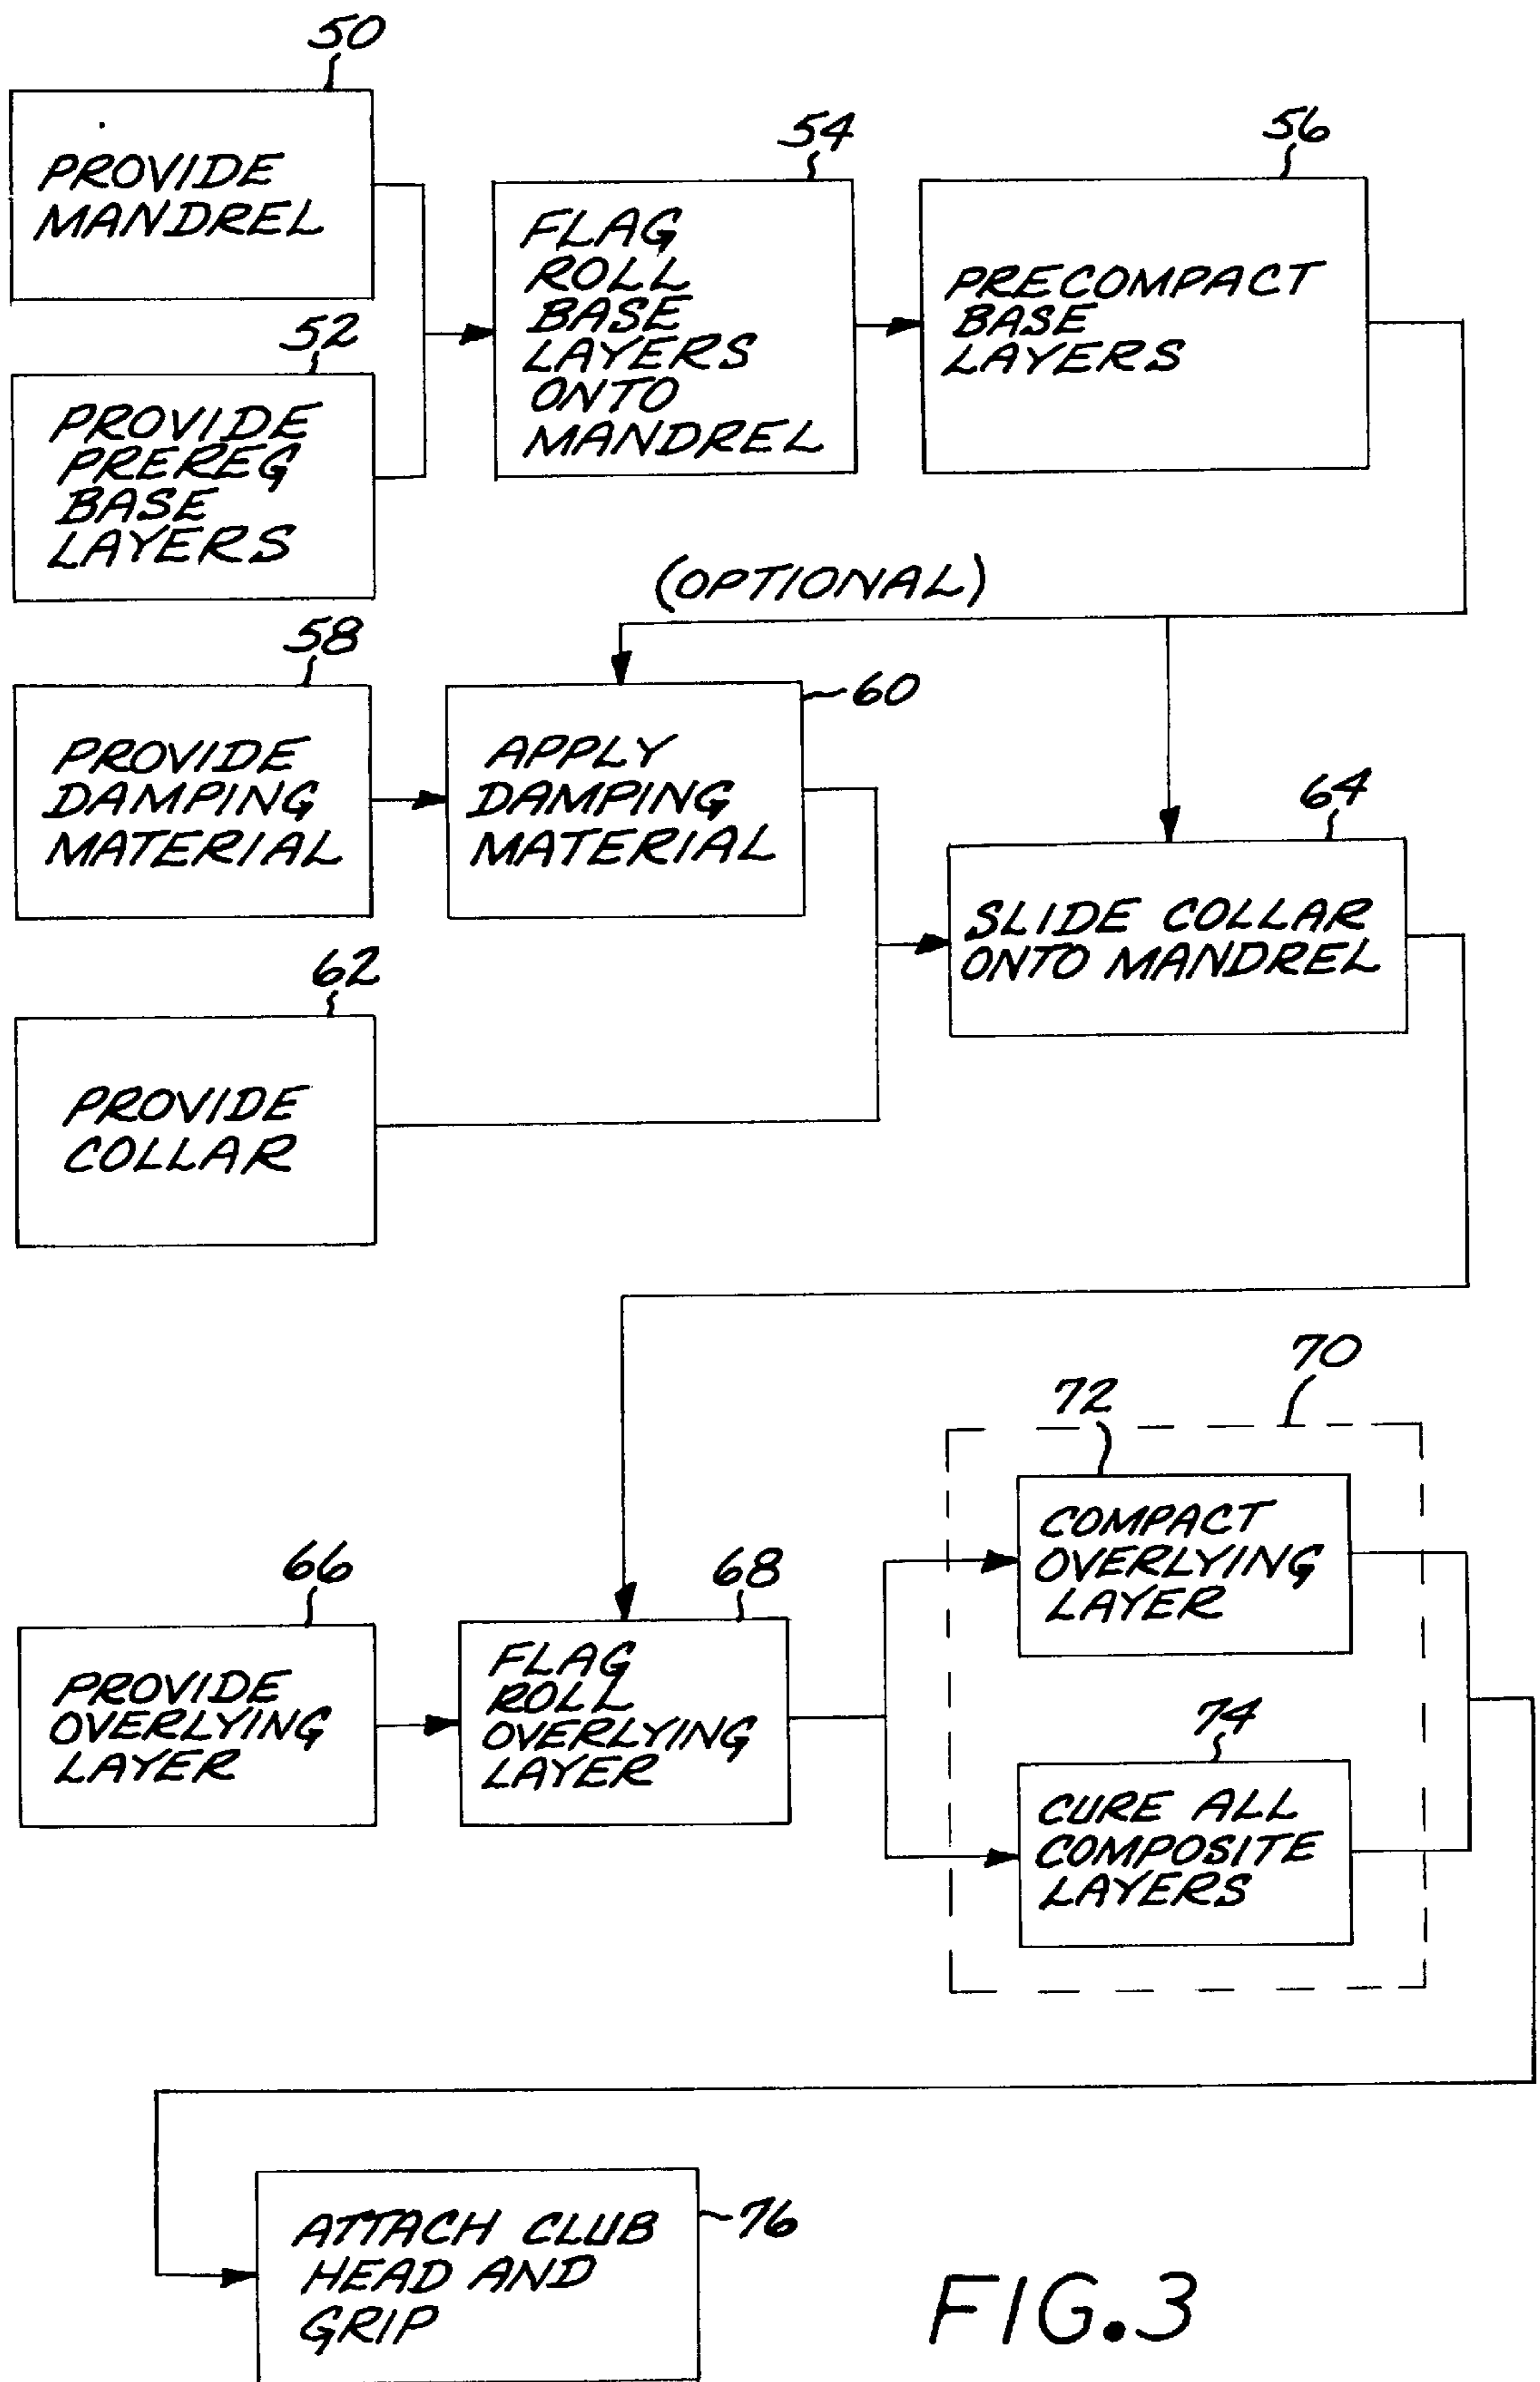 50
PROVIDE
MANDREL
52
PROVIDE
PREREG
BASE
LAYERS
54
FLAG
ROLL
BASE
LAYERS
ONTO
MANDREL
56
PRECOMPACT
BASE
LAYERS
(OPTIONAL)
58
PROVIDE
DAMPING
MATERIAL
60
APPLY
DAMPING
MATERIAL
62
PROVIDE
COLLAR
64
SLIDE COLLAR
ONTO MANDREL
66
PROVIDE
OVERLYING
LAYER
68
FLAG
ROLL
OVERLYING
LAYER
70
72
COMPACT
OVERLYING
LAYER
74
CURE ALL
COMPOSITE
LAYERS
76
ATTACH CLUB
HEAD AND
GRIP
FIG.3